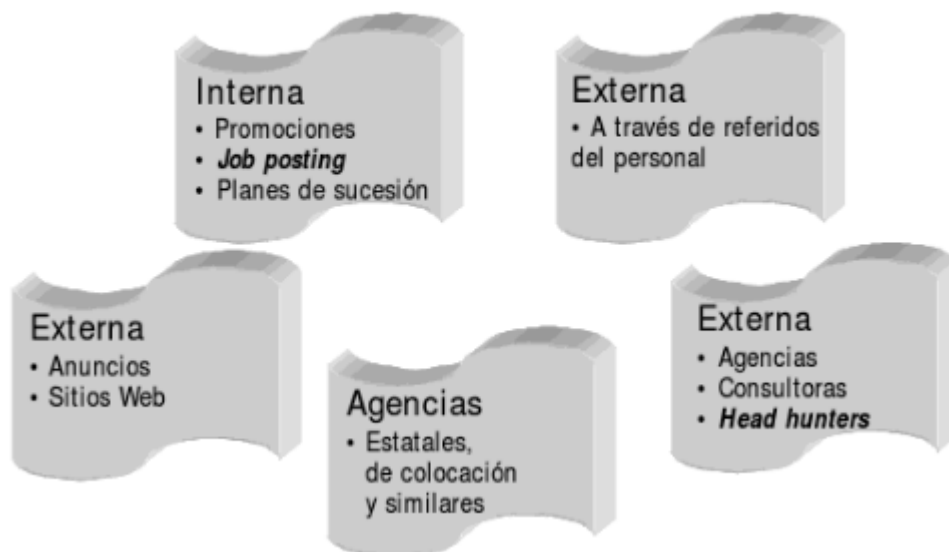 Interna
• Promociones
• Job posting
• Planes de sucesión
Externa
• A través de referidos
del personal
Externa
• Anuncios
• Sitios Web
Agencias
• Estatales,
de colocación
y similares
Externa
• Agencias
• Consultoras
• Head hunters